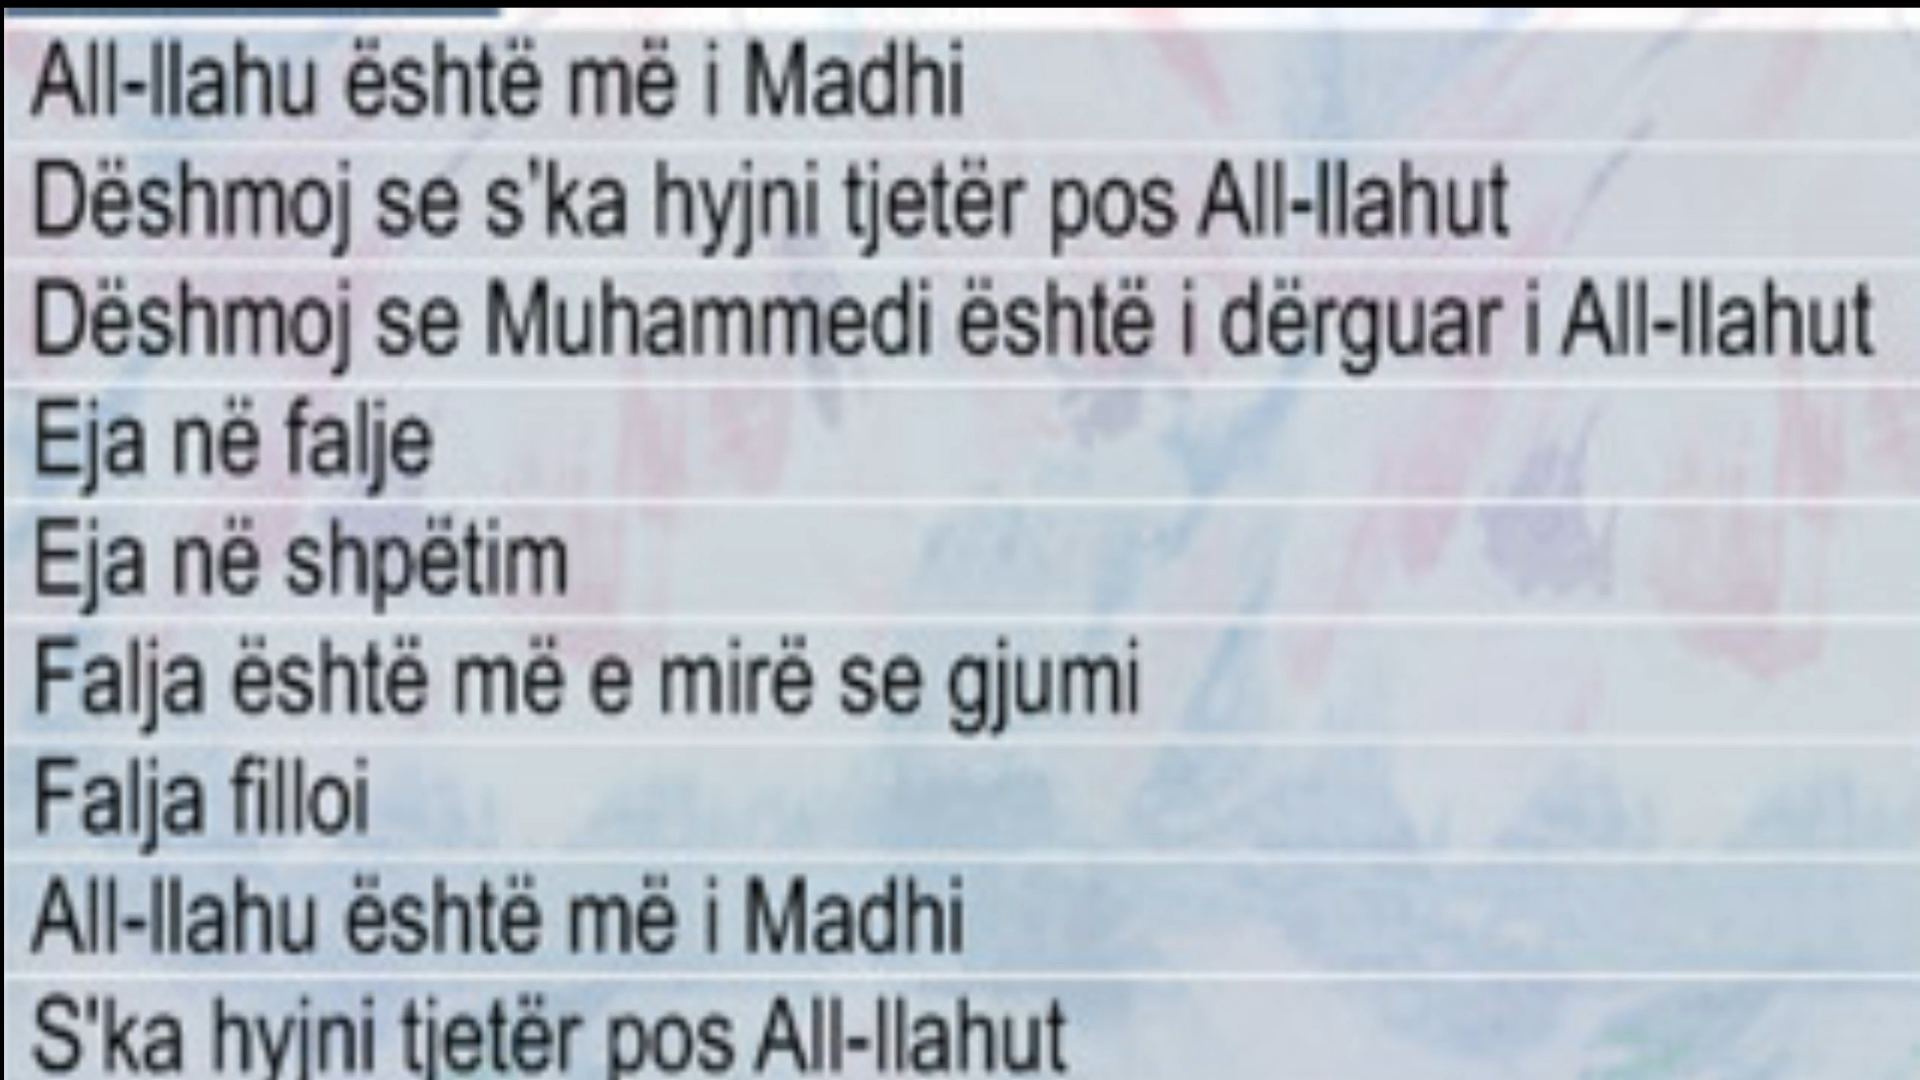 All-llahu është më i Madhi
Dëshmoj se s'ka hyjni tjetër pos All-llahut
Dëshmoj se Muhammedi është i dërguar i All-llahut
Eja në falje
Eja në shpëtim
Falja është më e mirë se gjumi
Falja filloi
All-llahu është më i Madhi
S'ka hyjni tjetër pos All-llahut